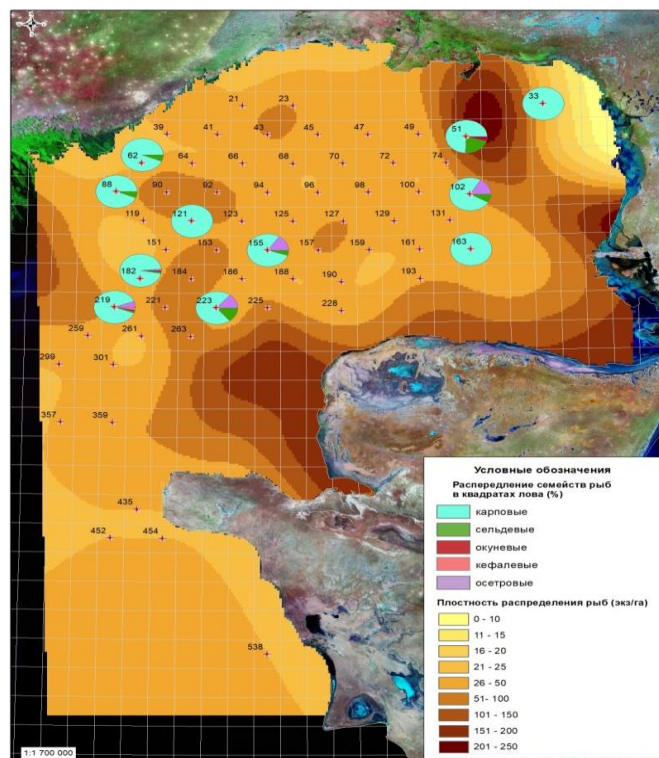 33
21 23
39 41 43 45 47 49 51
62 64 66 68 70 72 74
88 90 92 94 96 98 100 102
119 121 123 125 127 129 131
151 153 155 157 159 161 163
182 184 186 188 190 193
219 221 223 225 228
259 261 263
299 301
357 359
435
452 454
538
1:1 700 000
Условные обозначения
Распередление семейств рыб
в квадратах лова (%)
карповые
сельдевые
окуневые
кефалевые
осетровые
Плотность распределения рыб (экз/га)
0 - 10
11 - 15
16 - 20
21 - 25
26 - 50
51- 100
101 - 150
151 - 200
201 - 250